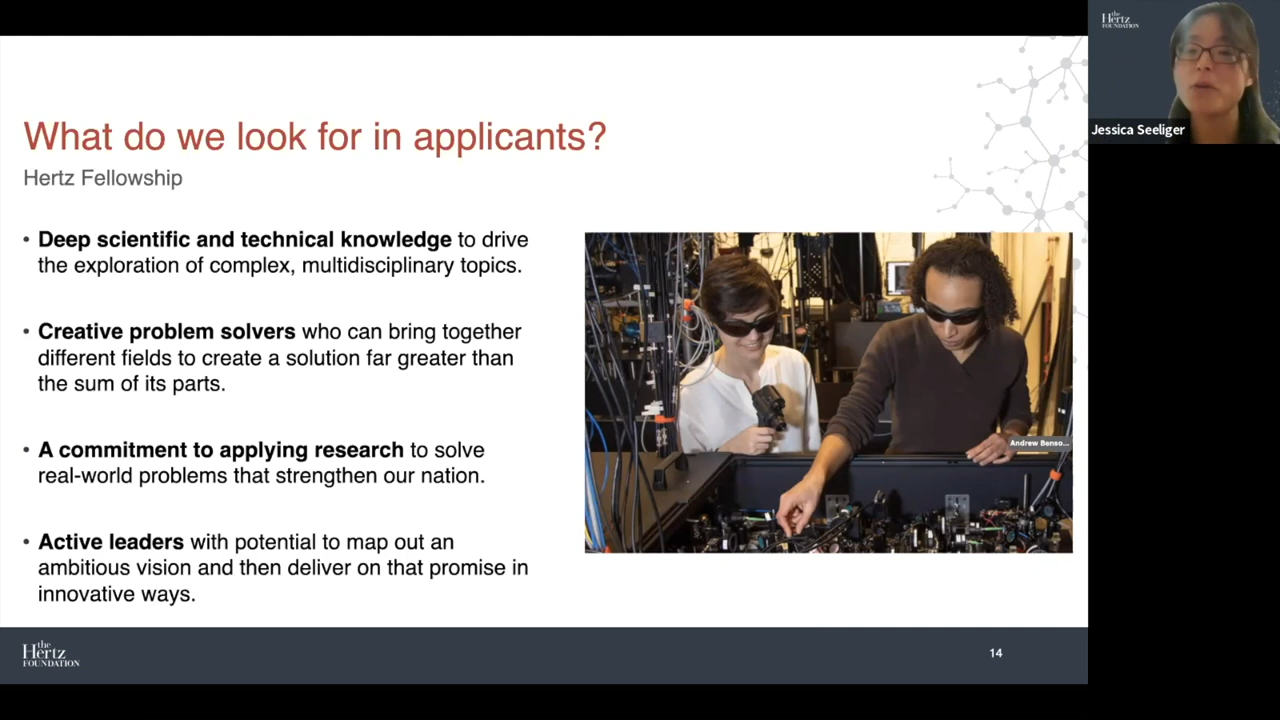 What do we look for in applicants?
Hertz Fellowship
• Deep scientific and technical knowledge to drive
the exploration of complex, multidisciplinary topics.
• Creative problem solvers who can bring together
different fields to create a solution far greater than
the sum of its parts.
• A commitment to applying research to solve
real-world problems that strengthen our nation.
• Active leaders with potential to map out an
ambitious vision and then deliver on that promise in
innovative ways.
Andrew Benso...
the
Hertz
FOUNDATION
14
the
Hertz
FOUNDATION
Jessica Seeliger